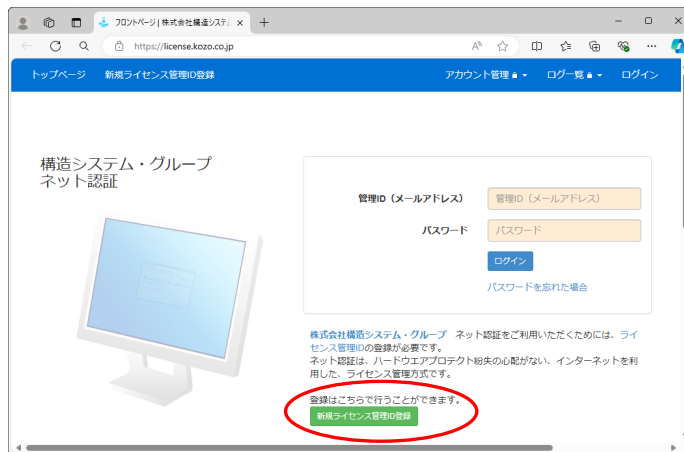 フロントページ | 株式会社構造システ
https://license.kozo.co.jp
トップページ 新規ライセンス管理ID登録 アカウント管理 ログ一覧 ログイン
構造システム・グループ
ネット認証
管理ID（メールアドレス） 管理ID（メールアドレス）
パスワード パスワード
ログイン
パスワードを忘れた場合
株式会社構造システム・グループ ネット認証をご利用いただくためには、ライ
センス管理IDの登録が必要です。
ネット認証は、ハードウエアプロテクト紛失の心配がない、インターネットを利
用した、ライセンス管理方式です。
登録はこちらで行うことができます。
新規ライセンス管理ID登録